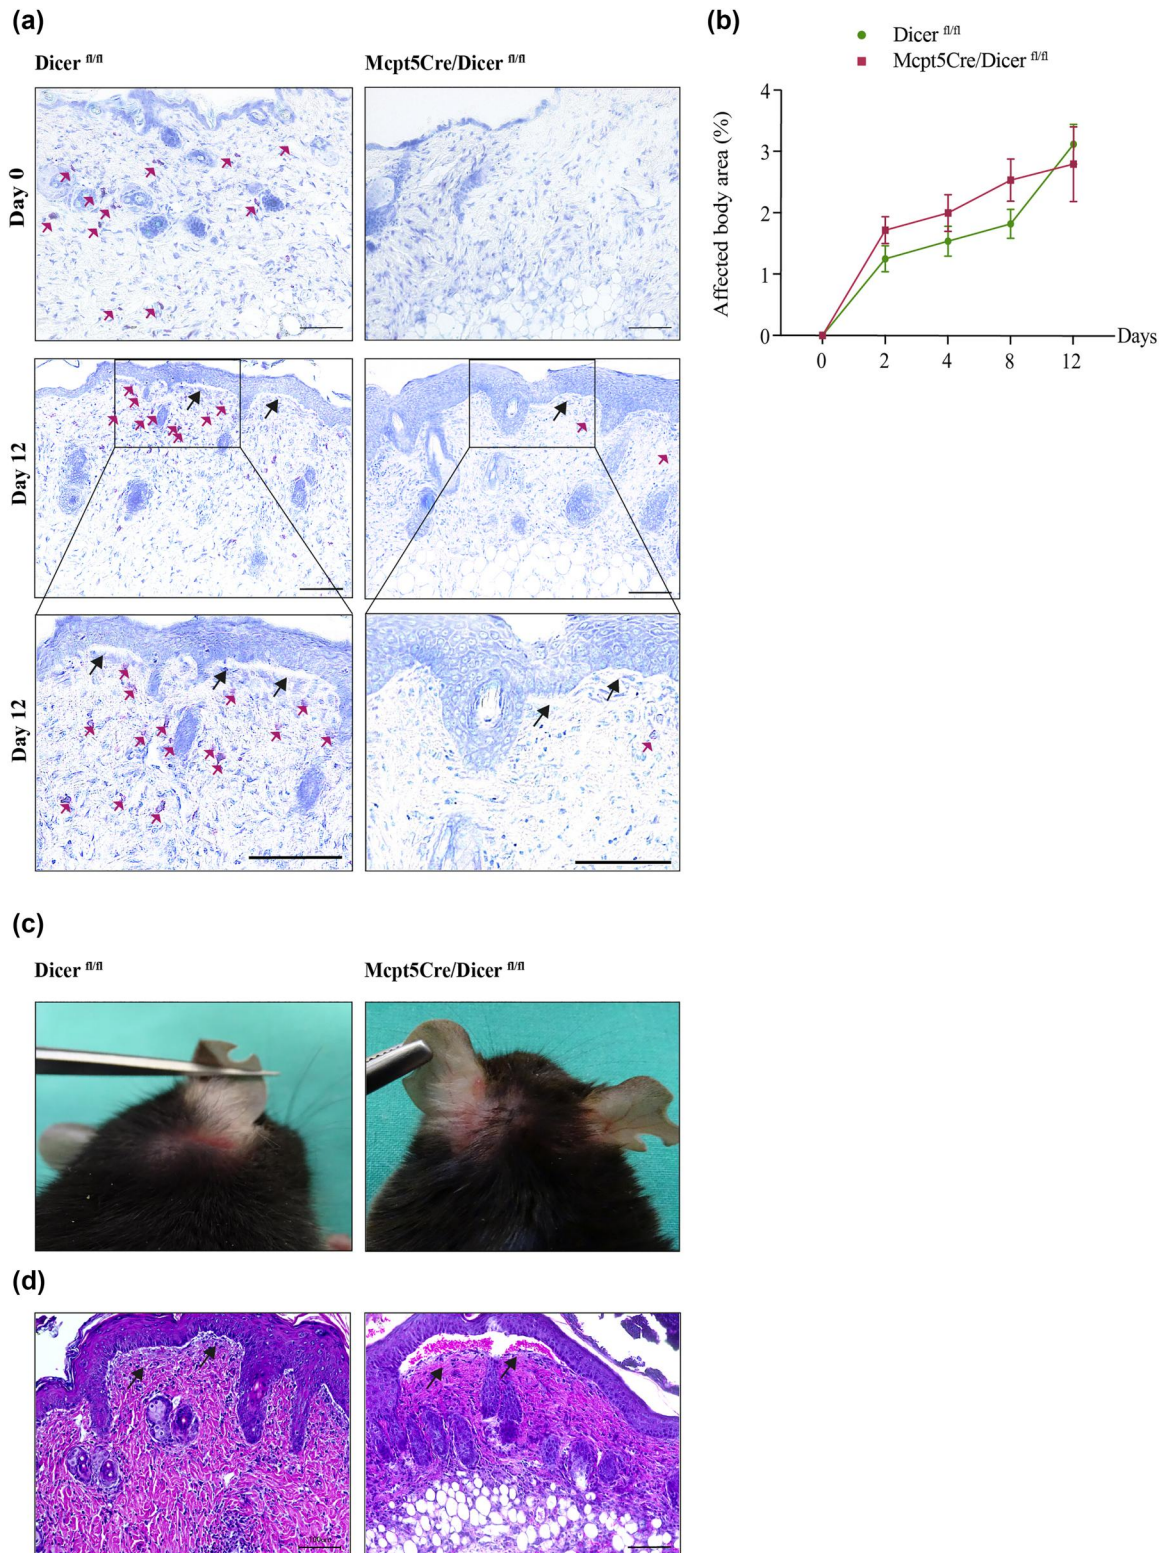 (a)
Dicer fl/fl
Mcpt5Cre/Dicer fl/fl
Day 0
Day 12
Day 12
(b)
Dicer fl/fl
Mcpt5Cre/Dicer fl/fl
Affected body area (%)
4
3
2
1
0
0 2 4 8 12
Days
(c)
Dicer fl/fl
Mcpt5Cre/Dicer fl/fl
(d)